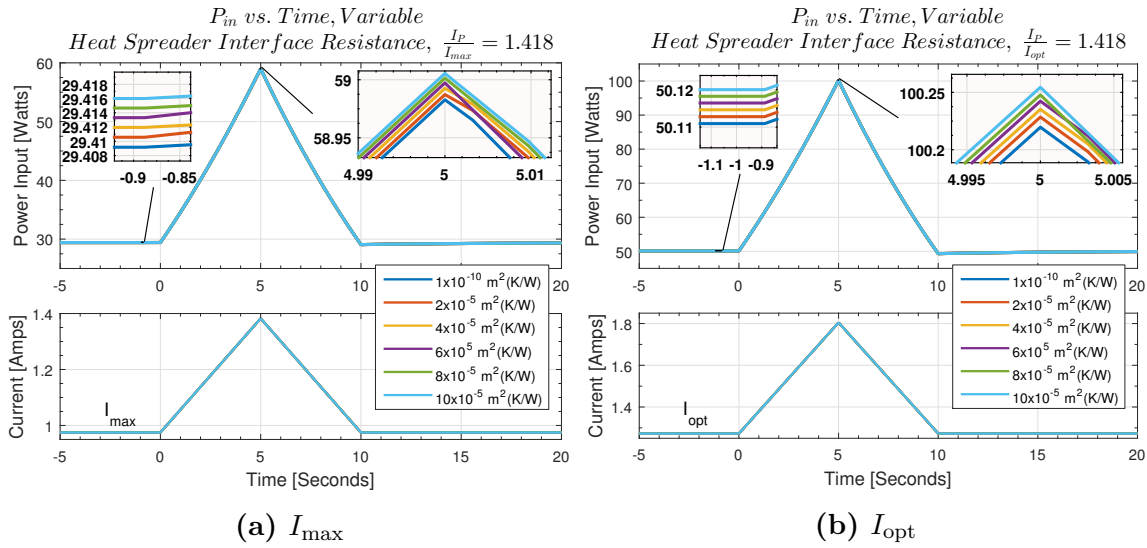 P_in vs. Time, Variable
Heat Spreader Interface Resistance, I_P/I_max = 1.418
Power Input [Watts]
60
50
40
30
29.418
29.416
29.414
29.412
29.41
29.408
-0.9 -0.85
59
58.95
4.99 5 5.01
-5 0 5 10 15 20
1x10^-10 m^2(K/W)
2x10^-5 m^2(K/W)
4x10^-5 m^2(K/W)
6x10^5 m^2(K/W)
8x10^-5 m^2(K/W)
10x10^-5 m^2(K/W)
Current [Amps]
1.4
1.2
1
I_max
-5 0 5 10 15 20
Time [Seconds]
(a) I_max
P_in vs. Time, Variable
Heat Spreader Interface Resistance, I_P/I_opt = 1.418
Power Input [Watts]
100
90
80
70
60
50
50.12
50.11
-1.1 -1 -0.9
100.25
100.2
4.995 5 5.005
-5 0 5 10 15 20
1x10^-10 m^2(K/W)
2x10^-5 m^2(K/W)
4x10^-5 m^2(K/W)
6x10^5 m^2(K/W)
8x10^-5 m^2(K/W)
10x10^-5 m^2(K/W)
Current [Amps]
1.8
1.6
1.4
I_opt
-5 0 5 10 15 20
Time [Seconds]
(b) I_opt